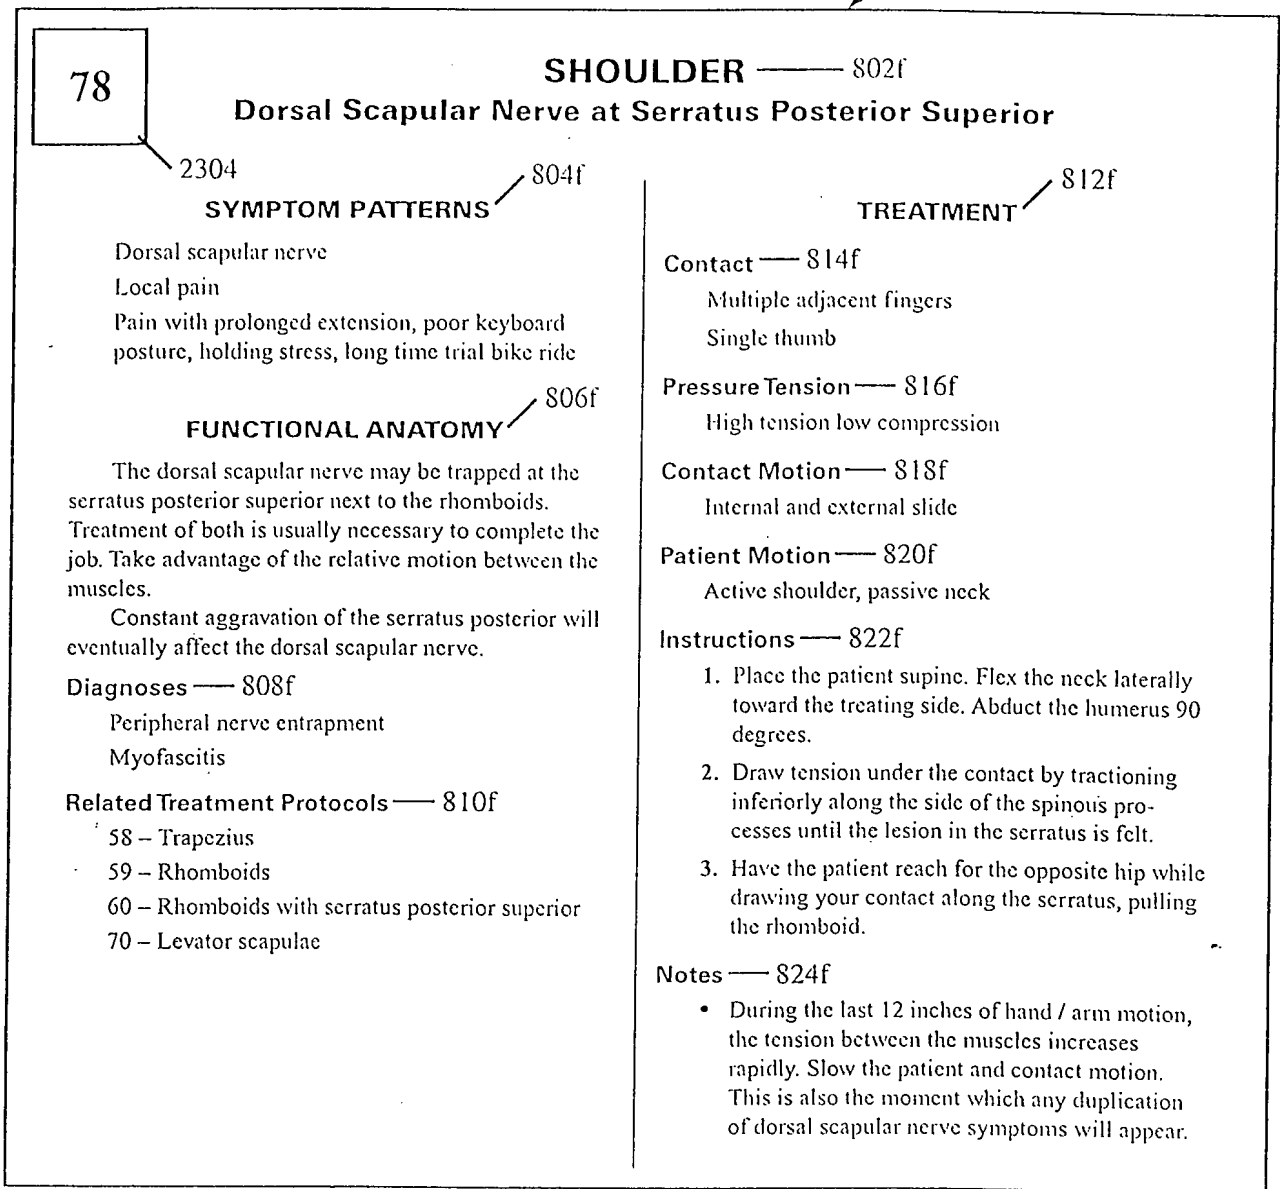 78
SHOULDER 802f
Dorsal Scapular Nerve at Serratus Posterior Superior
2304
804f
SYMPTOM PATTERNS
Dorsal scapular nerve
Local pain
Pain with prolonged extension, poor keyboard
posture, holding stress, long time trial bike ride
806f
FUNCTIONAL ANATOMY
The dorsal scapular nerve may be trapped at the
serratus posterior superior next to the rhomboids.
Treatment of both is usually necessary to complete the
job. Take advantage of the relative motion between the
muscles.
Constant aggravation of the serratus posterior will
eventually affect the dorsal scapular nerve.
Diagnoses 808f
Peripheral nerve entrapment
Myofascitis
Related Treatment Protocols 810f
58 – Trapezius
59 – Rhomboids
60 – Rhomboids with serratus posterior superior
70 – Levator scapulae
812f
TREATMENT
Contact 814f
Multiple adjacent fingers
Single thumb
Pressure Tension 816f
High tension low compression
Contact Motion 818f
Internal and external slide
Patient Motion 820f
Active shoulder, passive neck
Instructions 822f
1. Place the patient supine. Flex the neck laterally
toward the treating side. Abduct the humerus 90
degrees.
2. Draw tension under the contact by tractioning
inferiorly along the side of the spinous pro-
cesses until the lesion in the serratus is felt.
3. Have the patient reach for the opposite hip while
drawing your contact along the serratus, pulling
the rhomboid.
Notes 824f
• During the last 12 inches of hand / arm motion,
the tension between the muscles increases
rapidly. Slow the patient and contact motion.
This is also the moment which any duplication
of dorsal scapular nerve symptoms will appear.